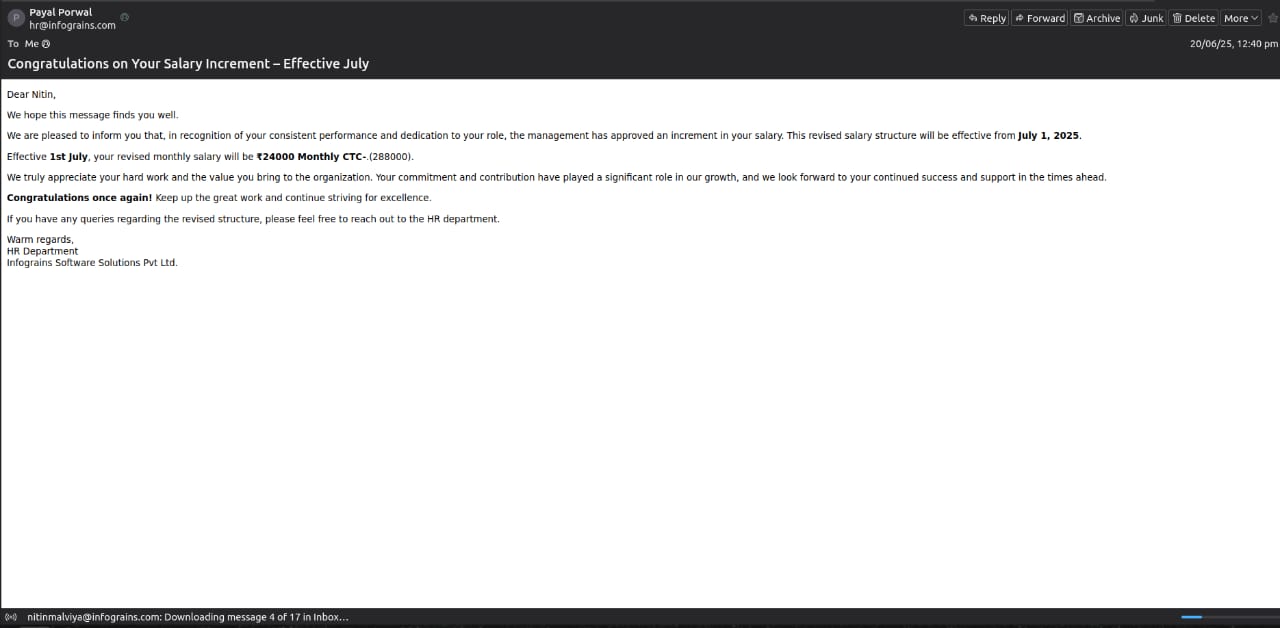 P
Payal Porwal
hr@infograins.com
Reply Forward Archive Junk Delete More
To Me
20/06/25, 12:40 pm
Congratulations on Your Salary Increment – Effective July
Dear Nitin,
We hope this message finds you well.
We are pleased to inform you that, in recognition of your consistent performance and dedication to your role, the management has approved an increment in your salary. This revised salary structure will be effective from July 1, 2025.
Effective 1st July, your revised monthly salary will be ₹24000 Monthly CTC-.(288000).
We truly appreciate your hard work and the value you bring to the organization. Your commitment and contribution have played a significant role in our growth, and we look forward to your continued success and support in the times ahead.
Congratulations once again! Keep up the great work and continue striving for excellence.
If you have any queries regarding the revised structure, please feel free to reach out to the HR department.
Warm regards,
HR Department
Infograins Software Solutions Pvt Ltd.
nitinmalviya@infograins.com: Downloading message 4 of 17 in Inbox…